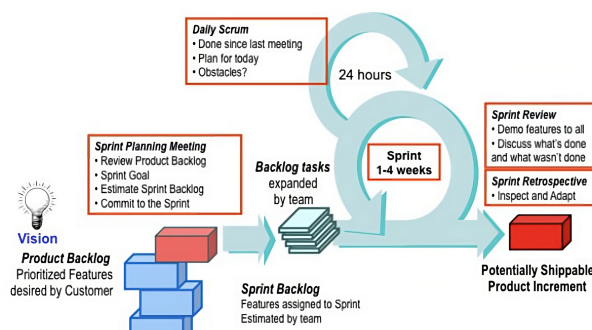 Daily Scrum
• Done since last meeting
• Plan for today
• Obstacles?
24 hours
Sprint Planning Meeting
• Review Product Backlog
• Sprint Goal
• Estimate Sprint Backlog
• Commit to the Sprint
Backlog tasks
expanded
by team
Sprint
1-4 weeks
Sprint Review
• Demo features to all
• Discuss what's done
and what wasn't done
Sprint Retrospective
• Inspect and Adapt
Vision
Product Backlog
Prioritized Features
desired by Customer
Sprint Backlog
Features assigned to Sprint
Estimated by team
Potentially Shippable
Product Increment